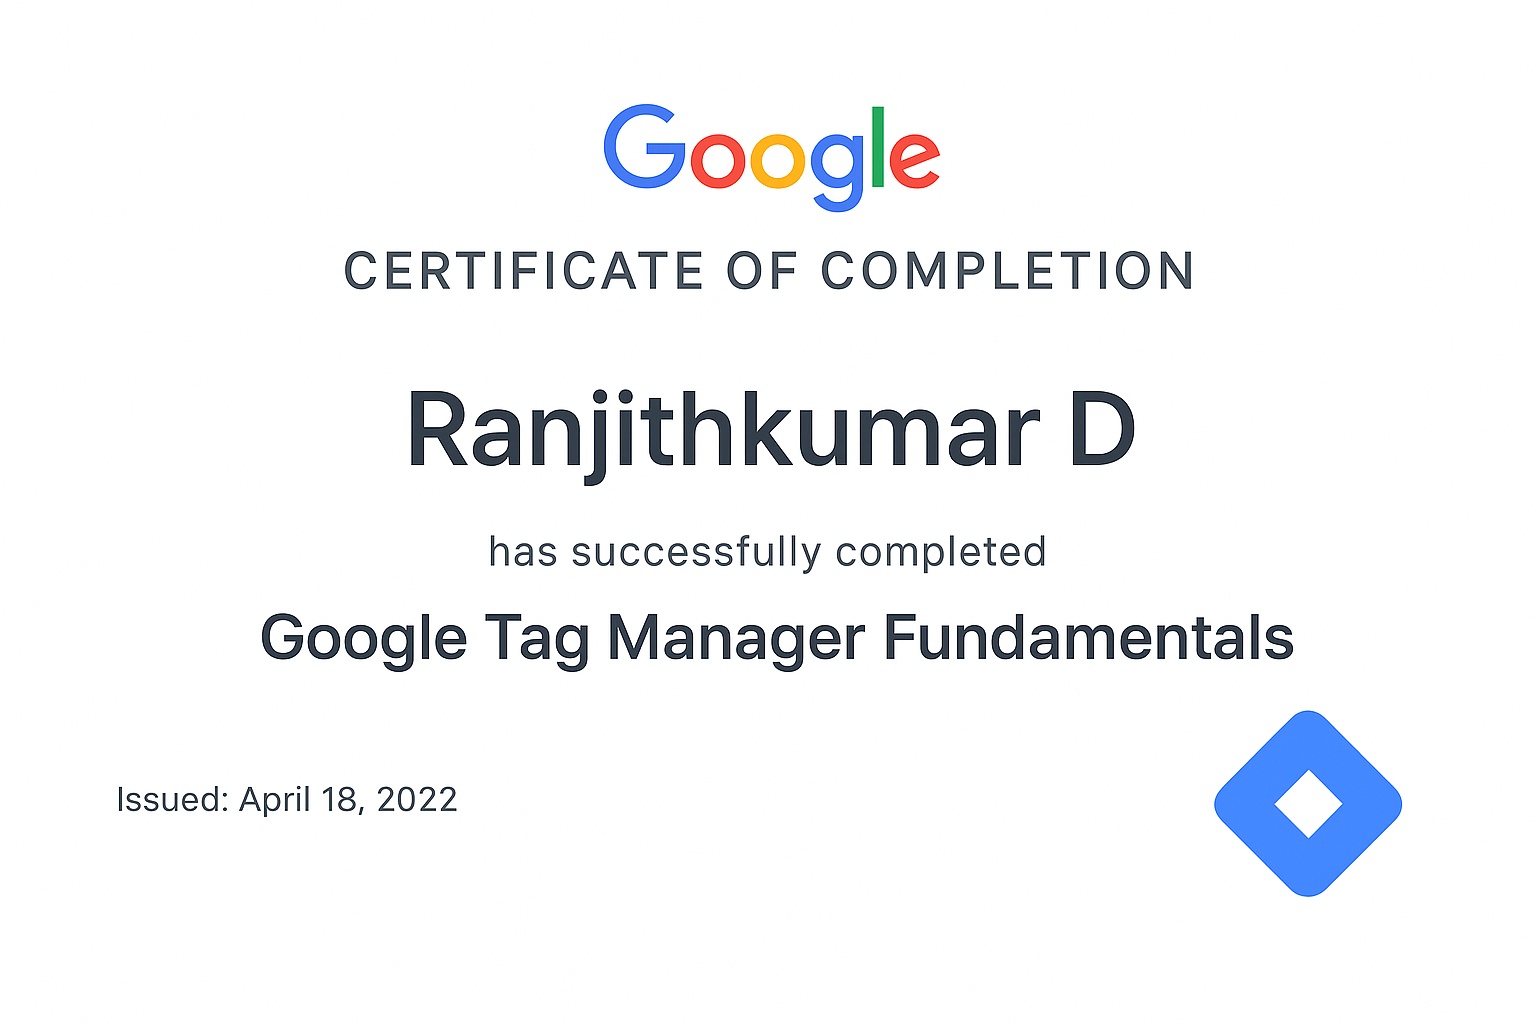 Google
CERTIFICATE OF COMPLETION
Ranjithkumar D
has successfully completed
Google Tag Manager Fundamentals
Issued: April 18, 2022